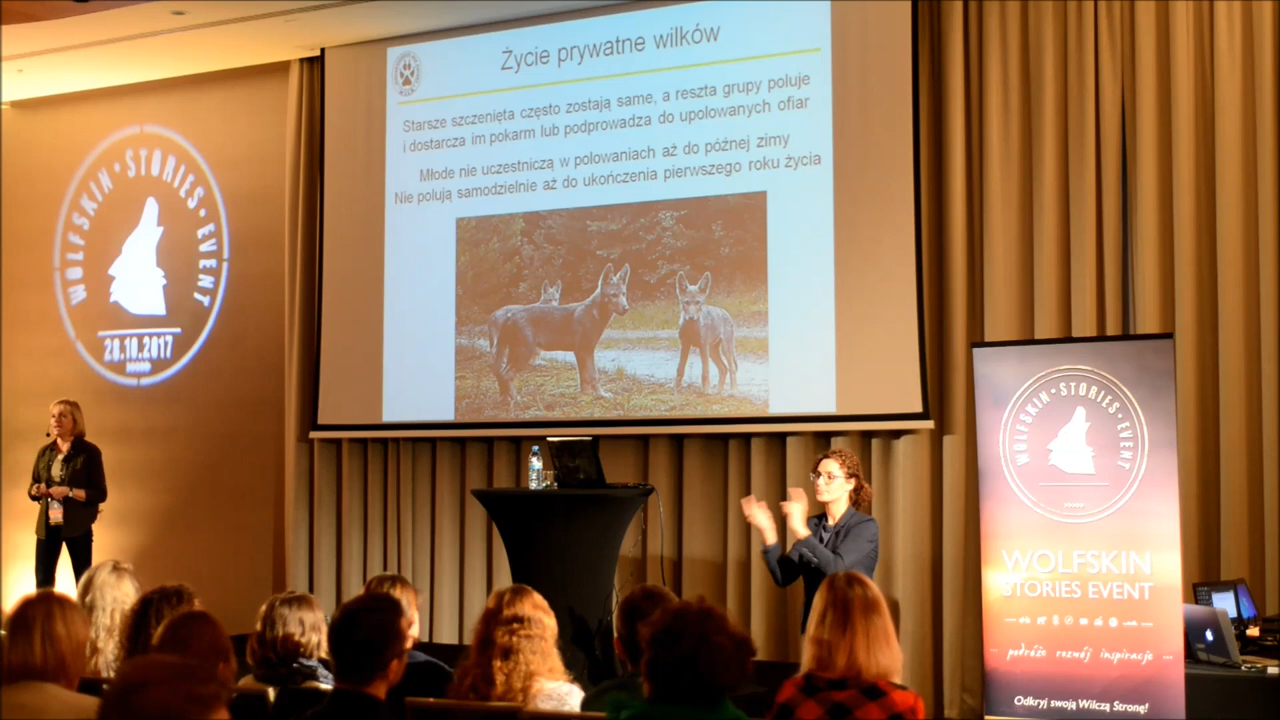 Życie prywatne wilków
Starsze szczenięta często zostają same, a reszta grupy poluje
i dostarcza im pokarm lub podprowadza do upolowanych ofiar
Młode nie uczestniczą w polowaniach aż do późnej zimy
Nie polują samodzielnie aż do ukończenia pierwszego roku życia
WOLFSKIN • STORIES • EVENT
28.10.2017
WOLFSKIN • STORIES • EVENT
WOLFSKIN
STORIES EVENT
podróże rozwój inspiracje
Odkryj swoją Wilczą Stronę!